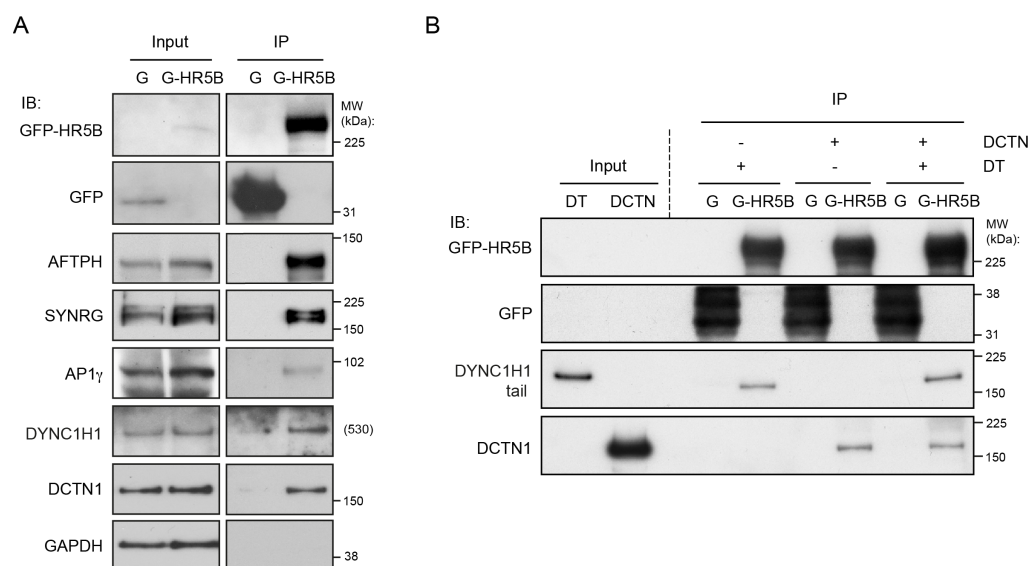 A
Input IP
G G-HR5B G G-HR5B
IB:
MW
(kDa):
GFP-HR5B
225
GFP
31
150
AFTPH
225
SYNRG
150
102
AP1γ
DYNC1H1 (530)
DCTN1
150
GAPDH
38
B
IP
- + + DCTN
Input + - + DT
DT DCTN G G-HR5B G G-HR5B G G-HR5B
IB:
MW
(kDa):
GFP-HR5B
225
38
GFP
31
225
DYNC1H1
tail
150
225
DCTN1
150